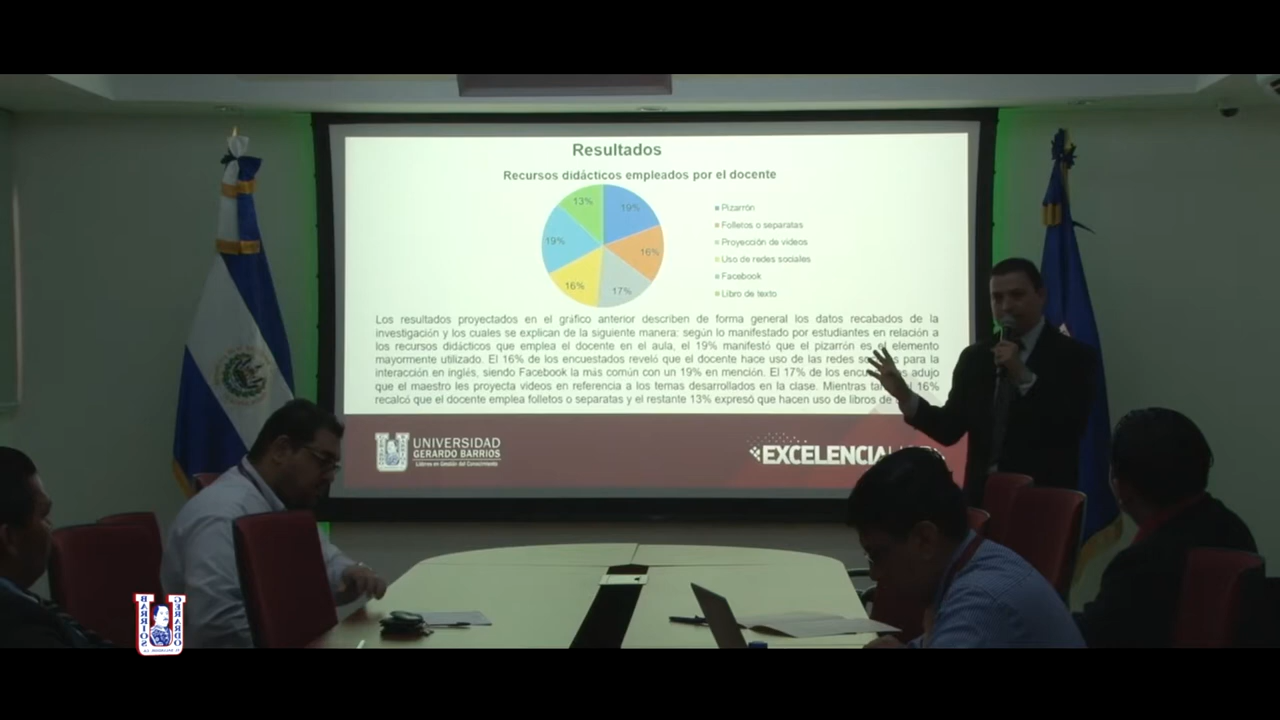 Resultados
Recursos didácticos empleados por el docente
13%
19%
19%
16%
16%
17%
Pizarrón
Folletos o separatas
Proyección de videos
Uso de redes sociales
Facebook
Libro de texto
Los resultados proyectados en el gráfico anterior describen de forma general los datos recabados de la
investigación y los cuales se explican de la siguiente manera: según lo manifestado por estudiantes en relación a
los recursos didácticos que emplea el docente en el aula, el 19% manifestó que el pizarrón es el elemento
mayormente utilizado. El 16% de los encuestados reveló que el docente hace uso de las redes para la
interacción en inglés, siendo Facebook la más común con un 19% en mención. El 17% de los adujo
que el maestro les proyecta videos en referencia a los temas desarrollados en la clase. Mientras 16%
recalcó que el docente emplea folletos o separatas y el restante 13% expresó que hacen uso de libros de
UNIVERSIDAD
GERARDO BARRIOS
Líderes en Gestión del Conocimiento
EXCELENCIA
GERARDO
BARRIOS